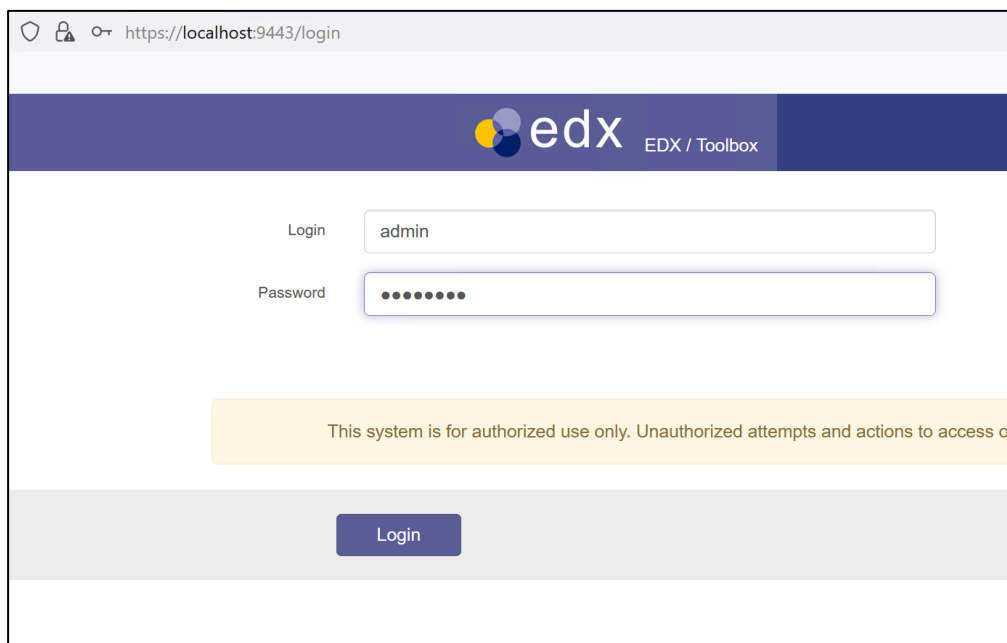 https://localhost:9443/login
edx EDX / Toolbox
Login admin
Password ••••••••
This system is for authorized use only. Unauthorized attempts and actions to access
Login